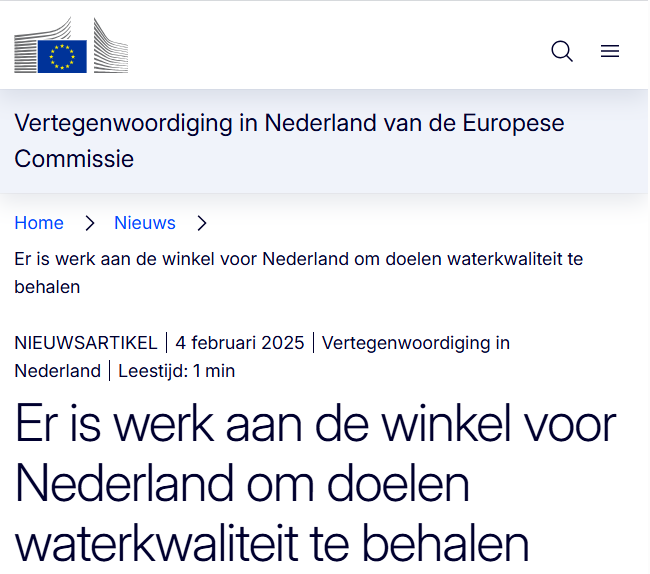 Vertegenwoordiging in Nederland van de Europese
Commissie
Home
Nieuws
Er is werk aan de winkel voor Nederland om doelen waterkwaliteit te
behalen
NIEUWSARTIKEL | 4 februari 2025 | Vertegenwoordiging in
Nederland | Leestijd: 1 min
Er is werk aan de winkel voor
Nederland om doelen
waterkwaliteit te behalen